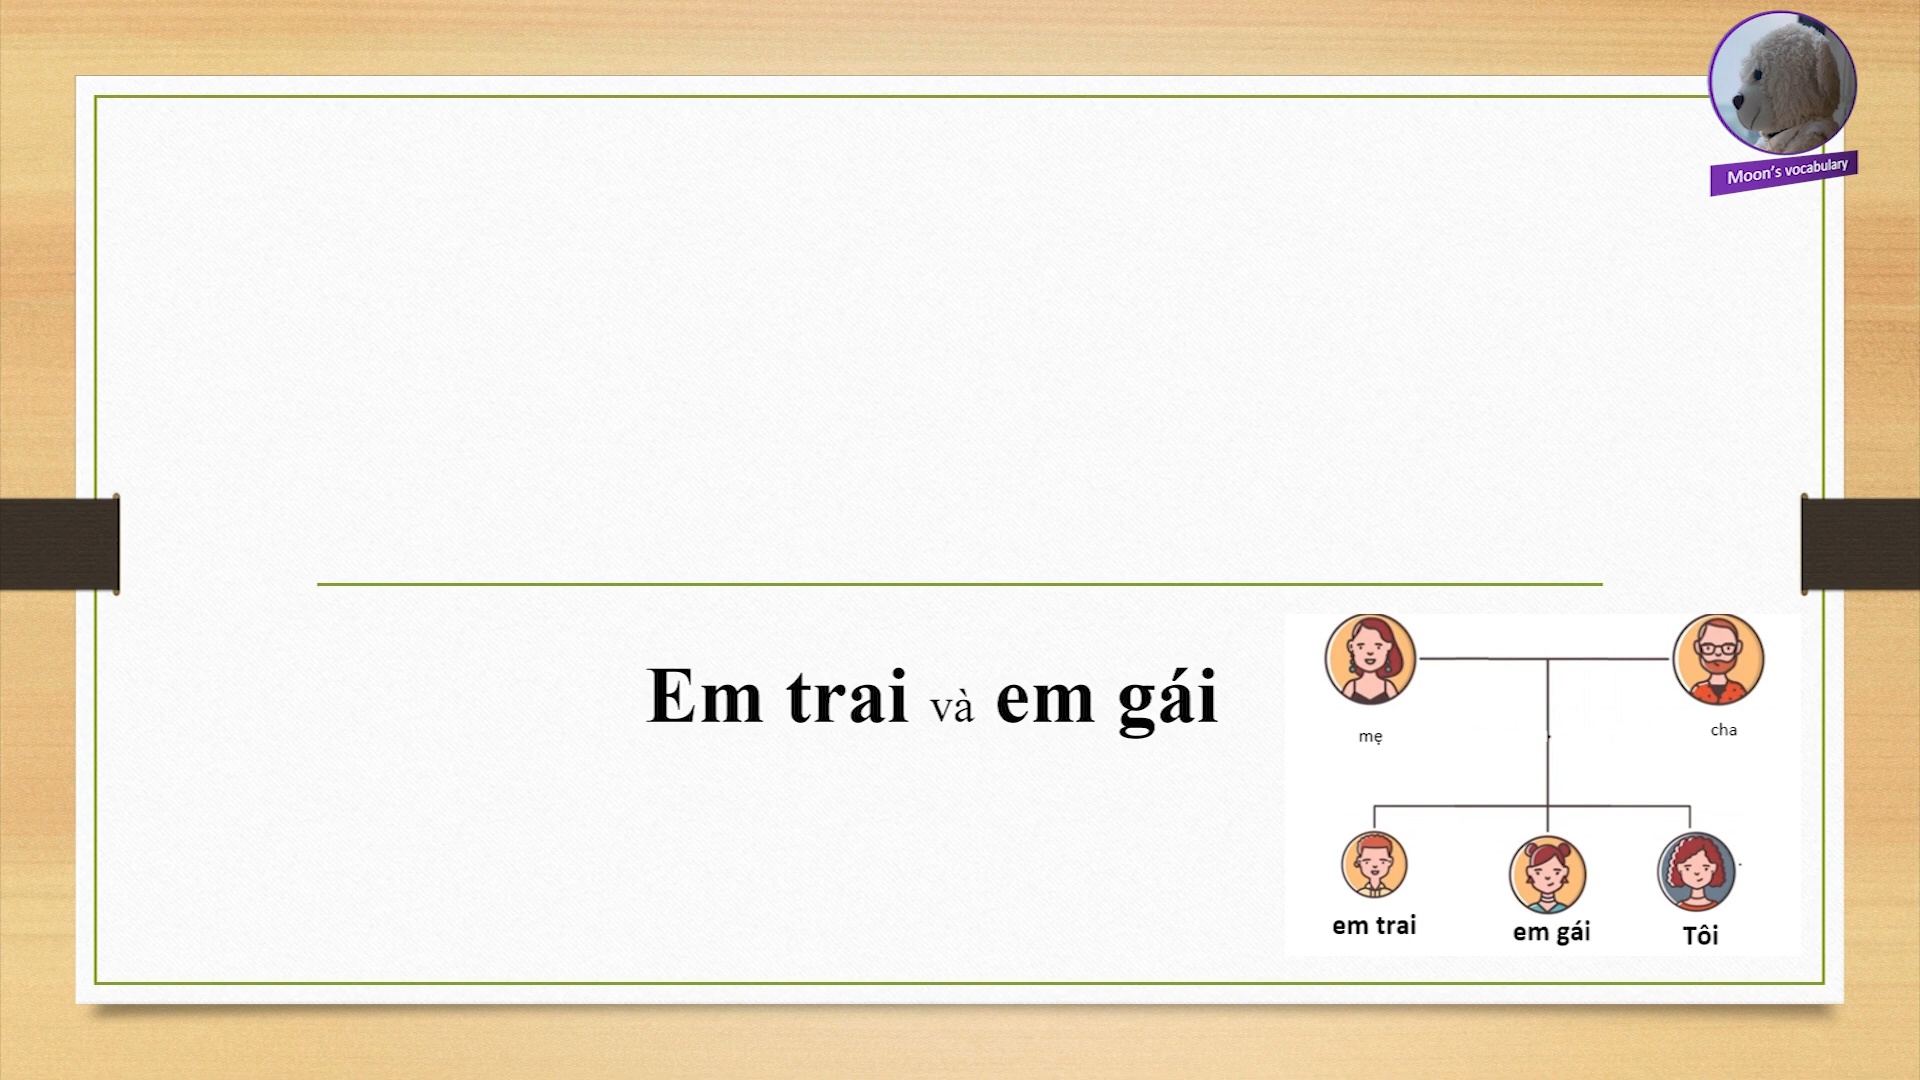 Moon's vocabulary
Em trai và em gái
mẹ
cha
em trai
em gái
Tôi